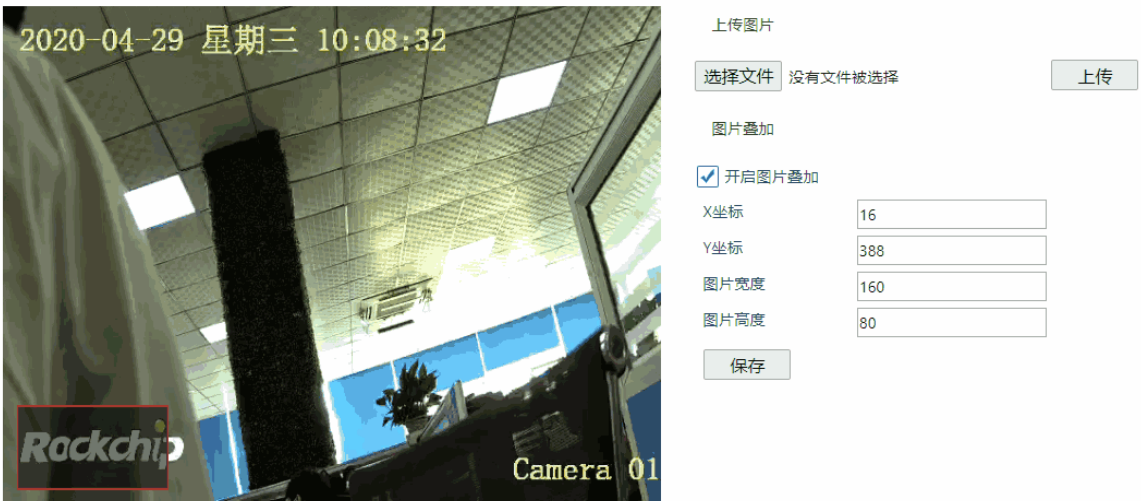 2020-04-29 星期三 10:08:32
Rockchip
Camera 01
上传图片
选择文件 没有文件被选择 上传
图片叠加
开启图片叠加
X坐标 16
Y坐标 388
图片宽度 160
图片高度 80
保存